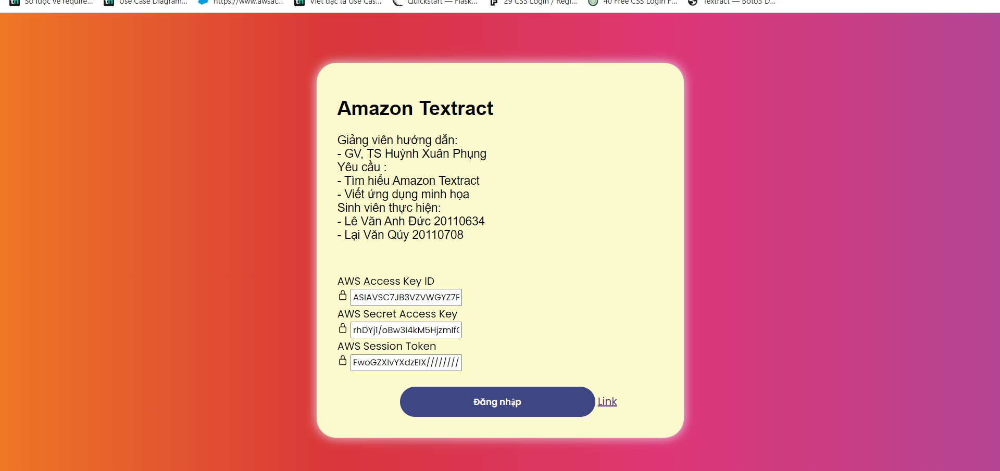 Sơ lược về require... Use Case Diagram... https://www.awsac... Viết đặc tả Use Cas... Quickstart — Flask... 29 CSS Login / Regi... 40 Free CSS Login F... Textract — Boto3 D...
Amazon Textract
Giảng viên hướng dẫn:
- GV, TS Huỳnh Xuân Phụng
Yêu cầu :
- Tìm hiểu Amazon Textract
- Viết ứng dụng minh họa
Sinh viên thực hiện:
- Lê Văn Anh Đức 20110634
- Lại Văn Qúy 20110708
AWS Access Key ID
ASIAVSC7JB3VZVWGYZ7F
AWS Secret Access Key
rhDYj1/oBw3I4kM5HjzmIf
AWS Session Token
FwoGZXIvYXdzEIX////////
Đăng nhập Link